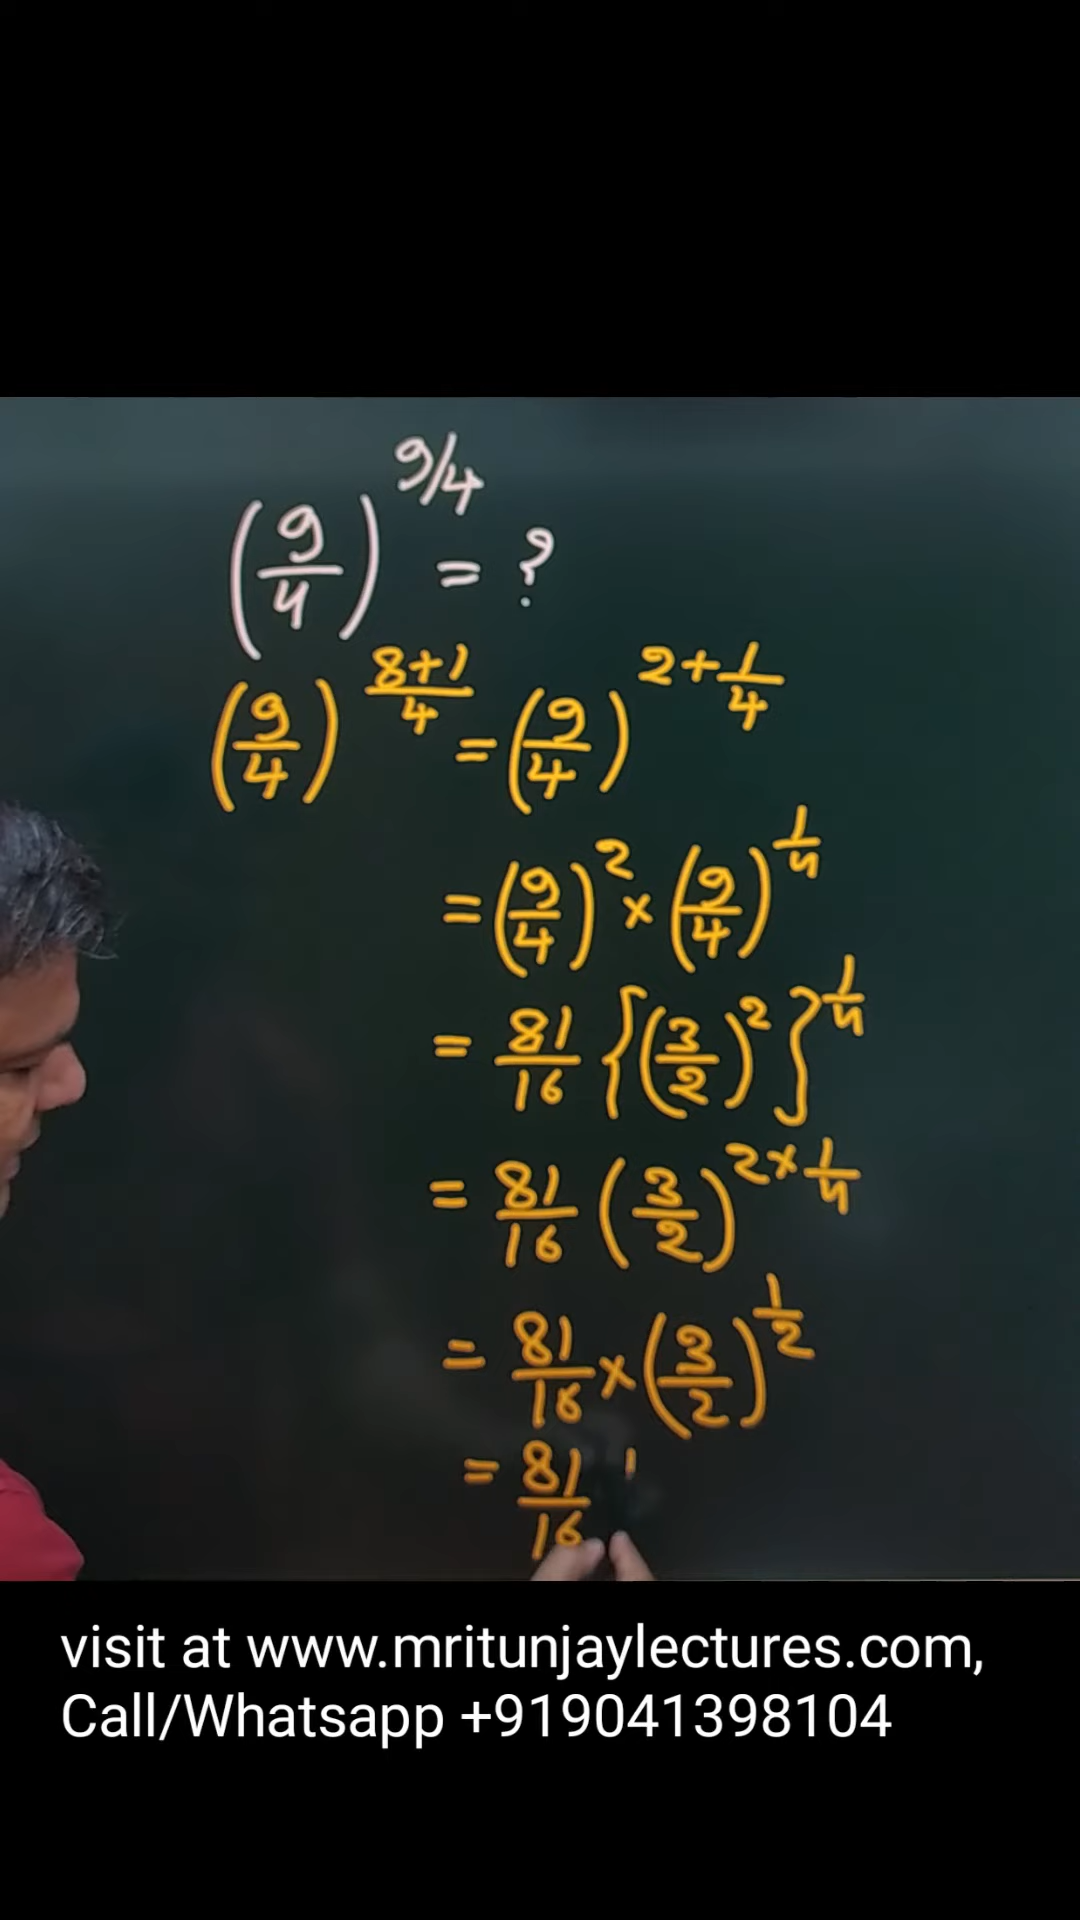 (9/4)^9/4 = ?
(9/4)^(8+1)/4 = (9/4)^2+1/4
= (9/4)^2 × (9/4)^1/4
= 81/16 {(3/2)^2}^1/4
= 81/16 (3/2)^2×1/4
= 81/16 × (3/2)^1/2
= 81/16
visit at www.mritunjaylectures.com,
Call/Whatsapp +919041398104